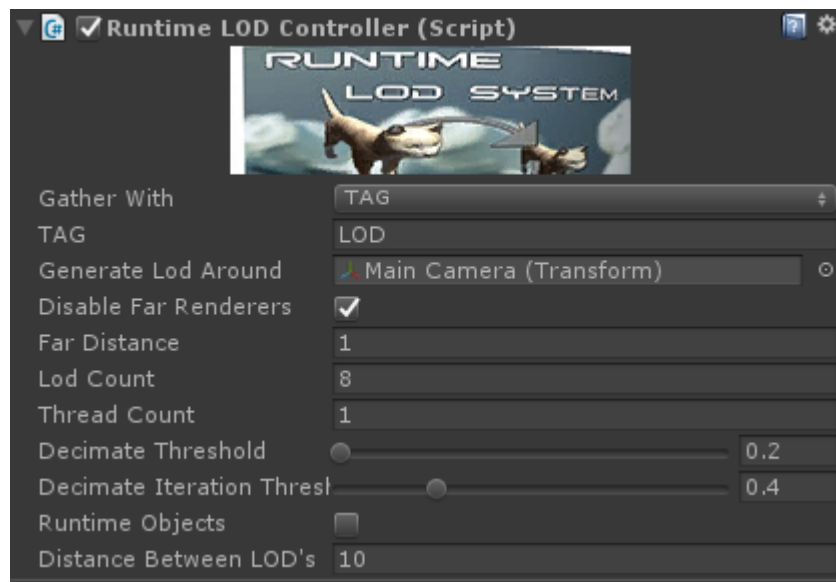 Runtime LOD Controller (Script)
RUNTIME
LOD SYSTEM
Gather With TAG
TAG LOD
Generate Lod Around Main Camera (Transform)
Disable Far Renderers
Far Distance 1
Lod Count 8
Thread Count 1
Decimate Threshold 0.2
Decimate Iteration Thresh 0.4
Runtime Objects
Distance Between LOD's 10